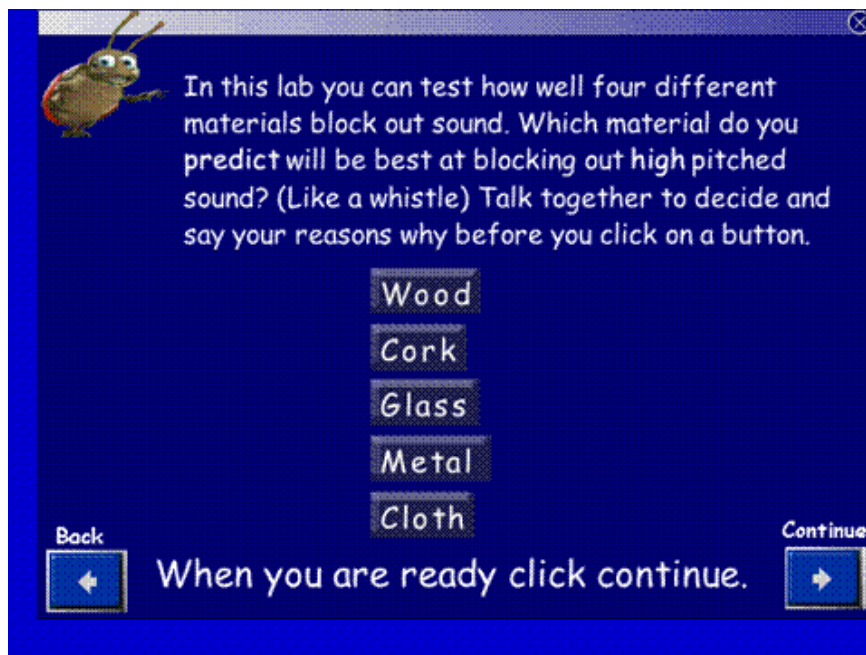 In this lab you can test how well four different
materials block out sound. Which material do you
predict will be best at blocking out high pitched
sound? (Like a whistle) Talk together to decide and
say your reasons why before you click on a button.
Wood
Cork
Glass
Metal
Cloth
Back
When you are ready click continue.
Continue